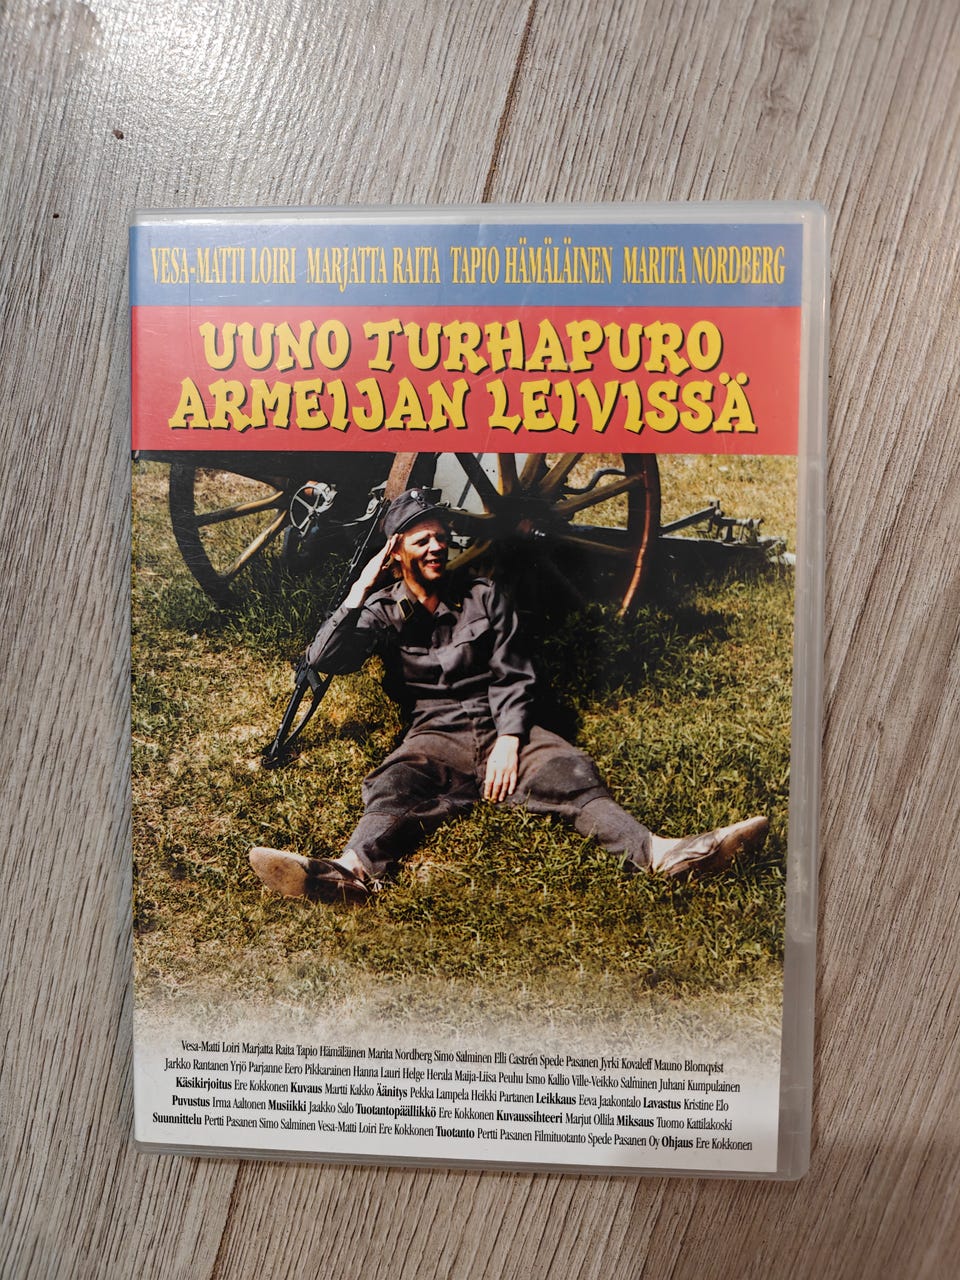 VESA-MATTI LOIRI MARJATTA RAITA TAPIO HÄMÄLÄINEN MARITA NORDBERG
UUNO TURHAPURO
ARMEIJAN LEIVISSÄ
Vesa-Matti Loiri Marjatta Raita Tapio Hämäläinen Marita Nordberg Simo Salminen Elli Castrén Spede Pasanen Jyrki Kovaleff Mauno Blomqvist
Jarkko Rantanen Yrjö Parjanne Eero Pikkarainen Hanna Lauri Helge Herala Maija-Liisa Peuhu Ismo Kallio Ville-Veikko Salminen Juhani Kumpulainen
Käsikirjoitus Ere Kokkonen Kuvaus Martti Kakko Äänitys Pekka Lampela Heikki Partanen Leikkaus Eeva Jaakontalo Lavastus Kristine Elo
Puvustus Irma Aaltonen Musiikki Jaakko Salo Tuotantopäällikkö Ere Kokkonen Kuvaussihteeri Marjut Ollila Miksaus Tuomo Kattilakoski
Suunnittelu Pertti Pasanen Simo Salminen Vesa-Matti Loiri Ere Kokkonen Tuotanto Pertti Pasanen Filmituotanto Spede Pasanen Oy Ohjaus Ere Kokkonen